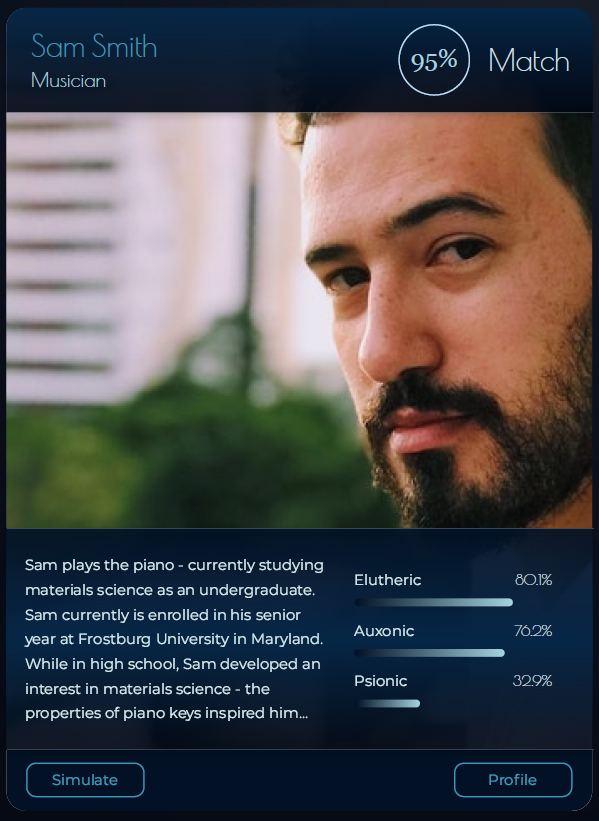 Sam Smith
Musician
95%
Match
Sam plays the piano - currently studying
materials science as an undergraduate.
Sam currently is enrolled in his senior
year at Frostburg University in Maryland.
While in high school, Sam developed an
interest in materials science - the
properties of piano keys inspired him...
Elutheric 80.1%
Auxonic 76.2%
Psionic 32.9%
Simulate
Profile